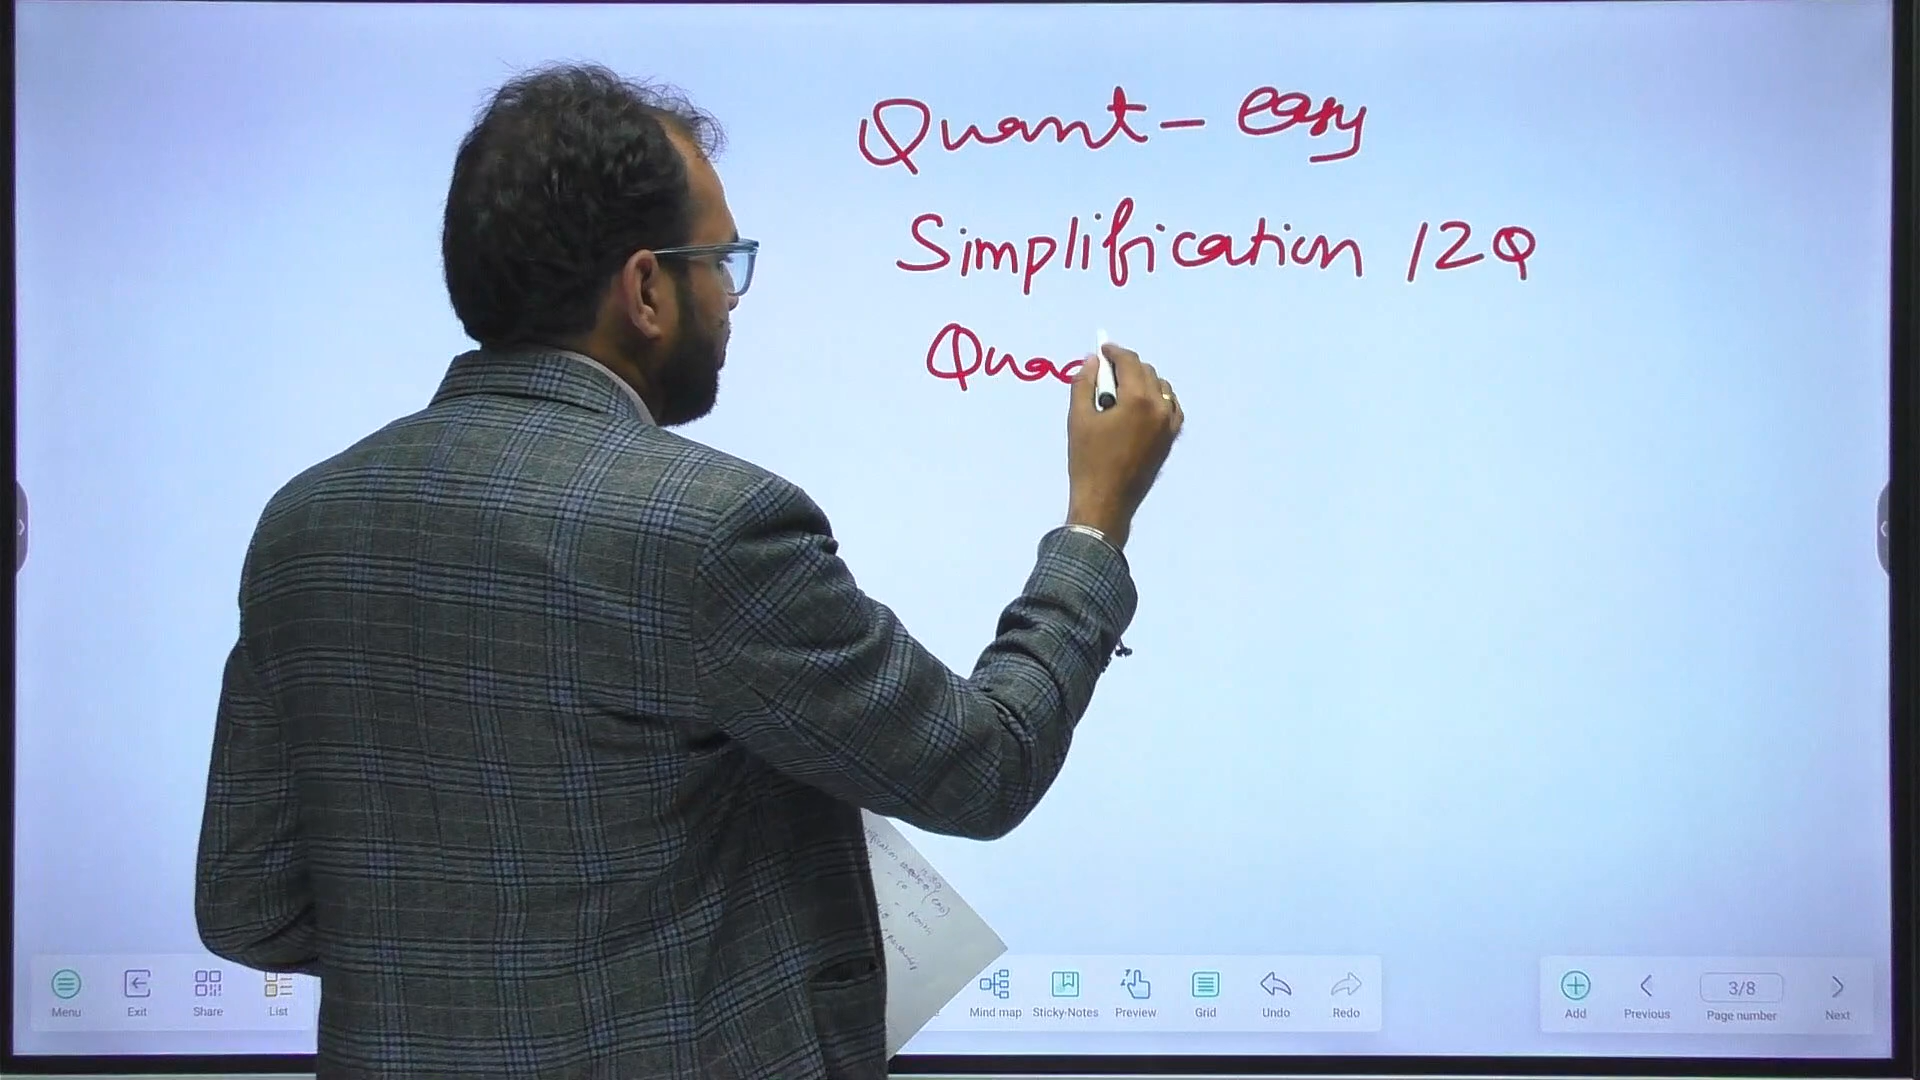 Quant - easy
Simplification 12Q
Menu
Exit
Share
List
Mind map
Sticky-Notes
Preview
Grid
Undo
Redo
Add
Previous
3/8
Page number
Next